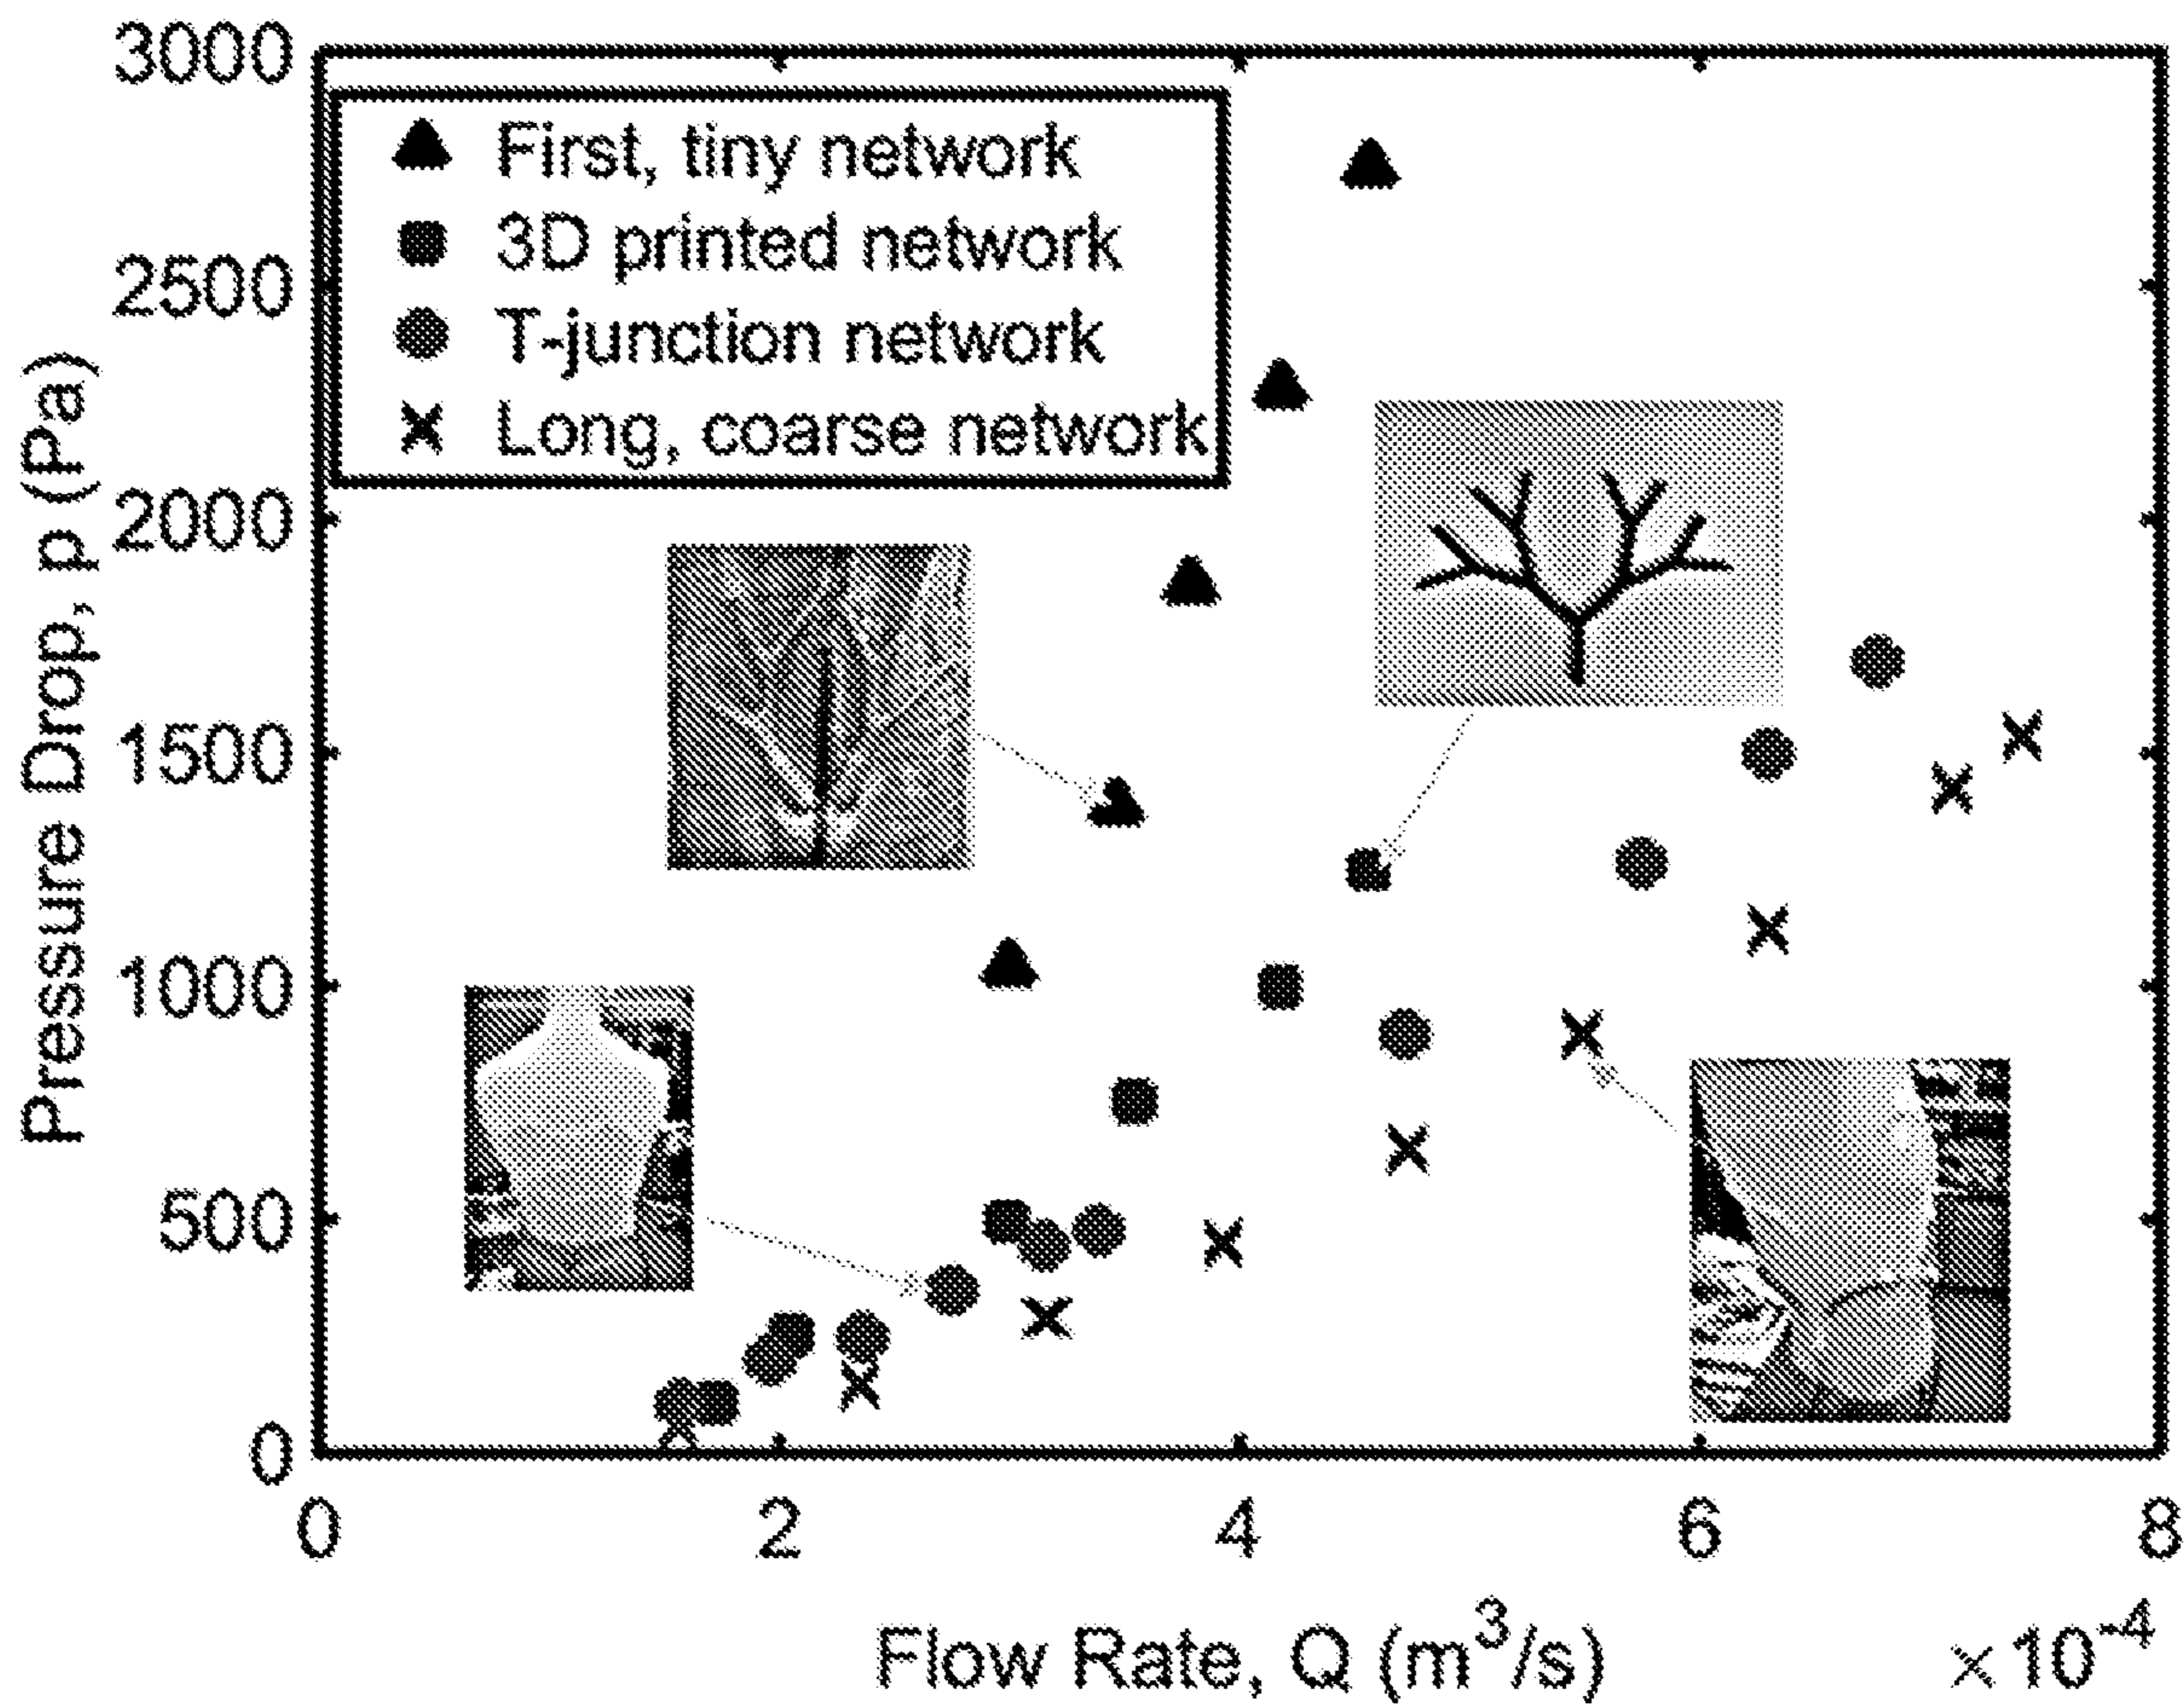 3000
2500
2000
1500
1000
500
0
Pressure Drop, p (Pa)
First, tiny network
3D printed network
T-junction network
Long, coarse network
0 2 4 6 8
Flow Rate, Q (m³/s)
×10⁻⁴